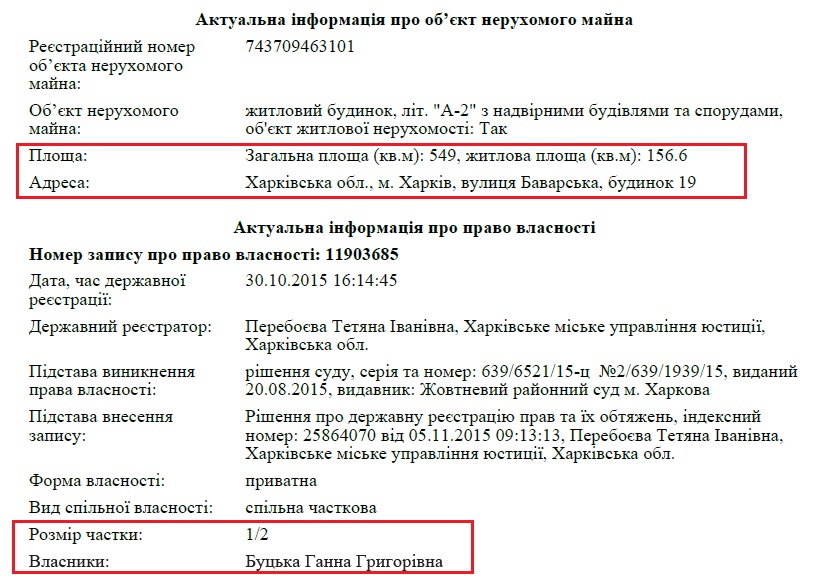 Актуальна інформація про об’єкт нерухомого майна
Реєстраційний номер об’єкта нерухомого майна: 743709463101
Об’єкт нерухомого майна: житловий будинок, літ. "А-2" з надвірними будівлями та спорудами, об'єкт житлової нерухомості: Так
Площа: Загальна площа (кв.м): 549, житлова площа (кв.м): 156.6
Адреса: Харківська обл., м. Харків, вулиця Баварська, будинок 19
Актуальна інформація про право власності
Номер запису про право власності: 11903685
Дата, час державної реєстрації: 30.10.2015 16:14:45
Державний реєстратор: Перебоєва Тетяна Іванівна, Харківське міське управління юстиції, Харківська обл.
Підстава виникнення права власності: рішення суду, серія та номер: 639/6521/15-ц №2/639/1939/15, виданий 20.08.2015, видавник: Жовтневий районний суд м. Харкова
Підстава внесення запису: Рішення про державну реєстрацію прав та їх обтяжень, індексний номер: 25864070 від 05.11.2015 09:13:13, Перебоєва Тетяна Іванівна, Харківське міське управління юстиції, Харківська обл.
Форма власності: приватна
Вид спільної власності: спільна часткова
Розмір частки: 1/2
Власники: Буцька Ганна Григорівна